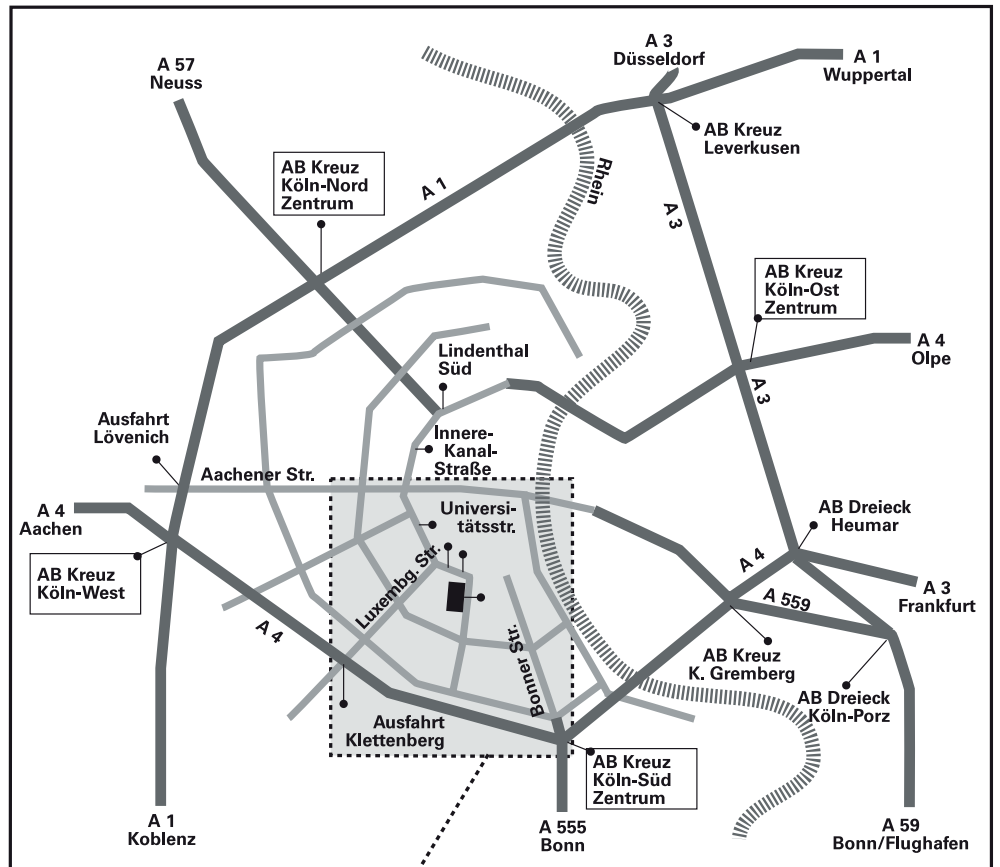 A 3
Düsseldorf
A 1
Wuppertal
A 57
Neuss
AB Kreuz
Leverkusen
AB Kreuz
Köln-Nord
Zentrum
A 1
Rhein
A 3
AB Kreuz
Köln-Ost
Zentrum
A 4
Olpe
Lindenthal
Süd
A 3
Ausfahrt
Lövenich
Innere-
Kanal-
Straße
Aachener Str.
A 4
Aachen
Universi-
tätsstr.
AB Dreieck
Heumar
AB Kreuz
Köln-West
Luxembg. Str.
A 4
A 3
Frankfurt
A 559
A 4
Bonner Str.
AB Kreuz
K. Gremberg
AB Dreieck
Köln-Porz
Ausfahrt
Klettenberg
AB Kreuz
Köln-Süd
Zentrum
A 1
Koblenz
A 555
Bonn
A 59
Bonn/Flughafen